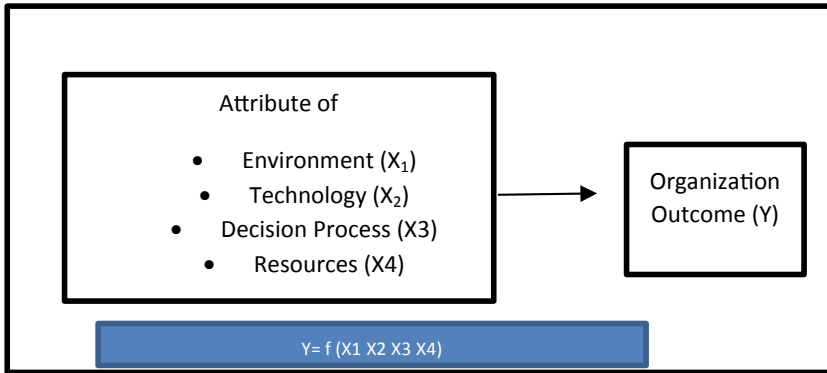 Attribute of
• Environment (X₁)
• Technology (X₂)
• Decision Process (X3)
• Resources (X4)
Organization
Outcome (Y)
Y= f (X1 X2 X3 X4)